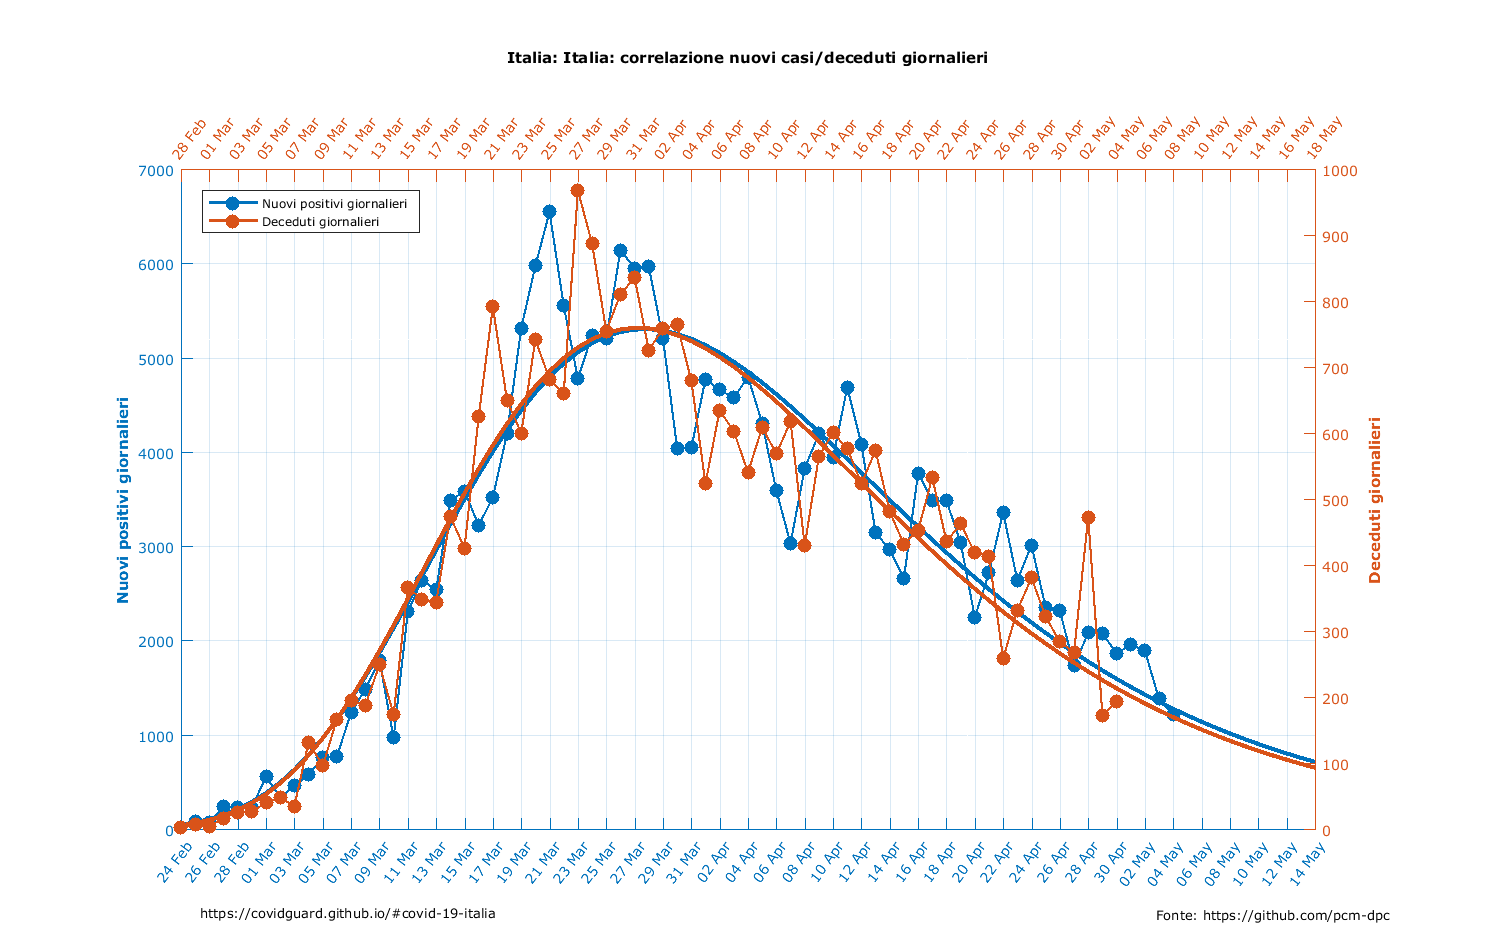 Italia: Italia: correlazione nuovi casi/deceduti giornalieri
28 Feb 01 Mar 03 Mar 05 Mar 07 Mar 09 Mar 11 Mar 13 Mar 15 Mar 17 Mar 19 Mar 21 Mar 23 Mar 25 Mar 27 Mar 29 Mar 31 Mar 02 Apr 04 Apr 06 Apr 08 Apr 10 Apr 12 Apr 14 Apr 16 Apr 18 Apr 20 Apr 22 Apr 24 Apr 26 Apr 28 Apr 30 Apr 02 May 04 May 06 May 08 May 10 May 12 May 14 May 16 May 18 May
Nuovi positivi giornalieri
Deceduti giornalieri
7000
6000
5000
4000
3000
2000
1000
0
Nuovi positivi giornalieri
1000
900
800
700
600
500
400
300
200
100
0
Deceduti giornalieri
24 Feb 26 Feb 28 Feb 01 Mar 03 Mar 05 Mar 07 Mar 09 Mar 11 Mar 13 Mar 15 Mar 17 Mar 19 Mar 21 Mar 23 Mar 25 Mar 27 Mar 29 Mar 31 Mar 02 Apr 04 Apr 06 Apr 08 Apr 10 Apr 12 Apr 14 Apr 16 Apr 18 Apr 20 Apr 22 Apr 24 Apr 26 Apr 28 Apr 30 Apr 02 May 04 May 06 May 08 May 10 May 12 May 14 May
https://covidguard.github.io/#covid-19-italia
Fonte: https://github.com/pcm-dpc